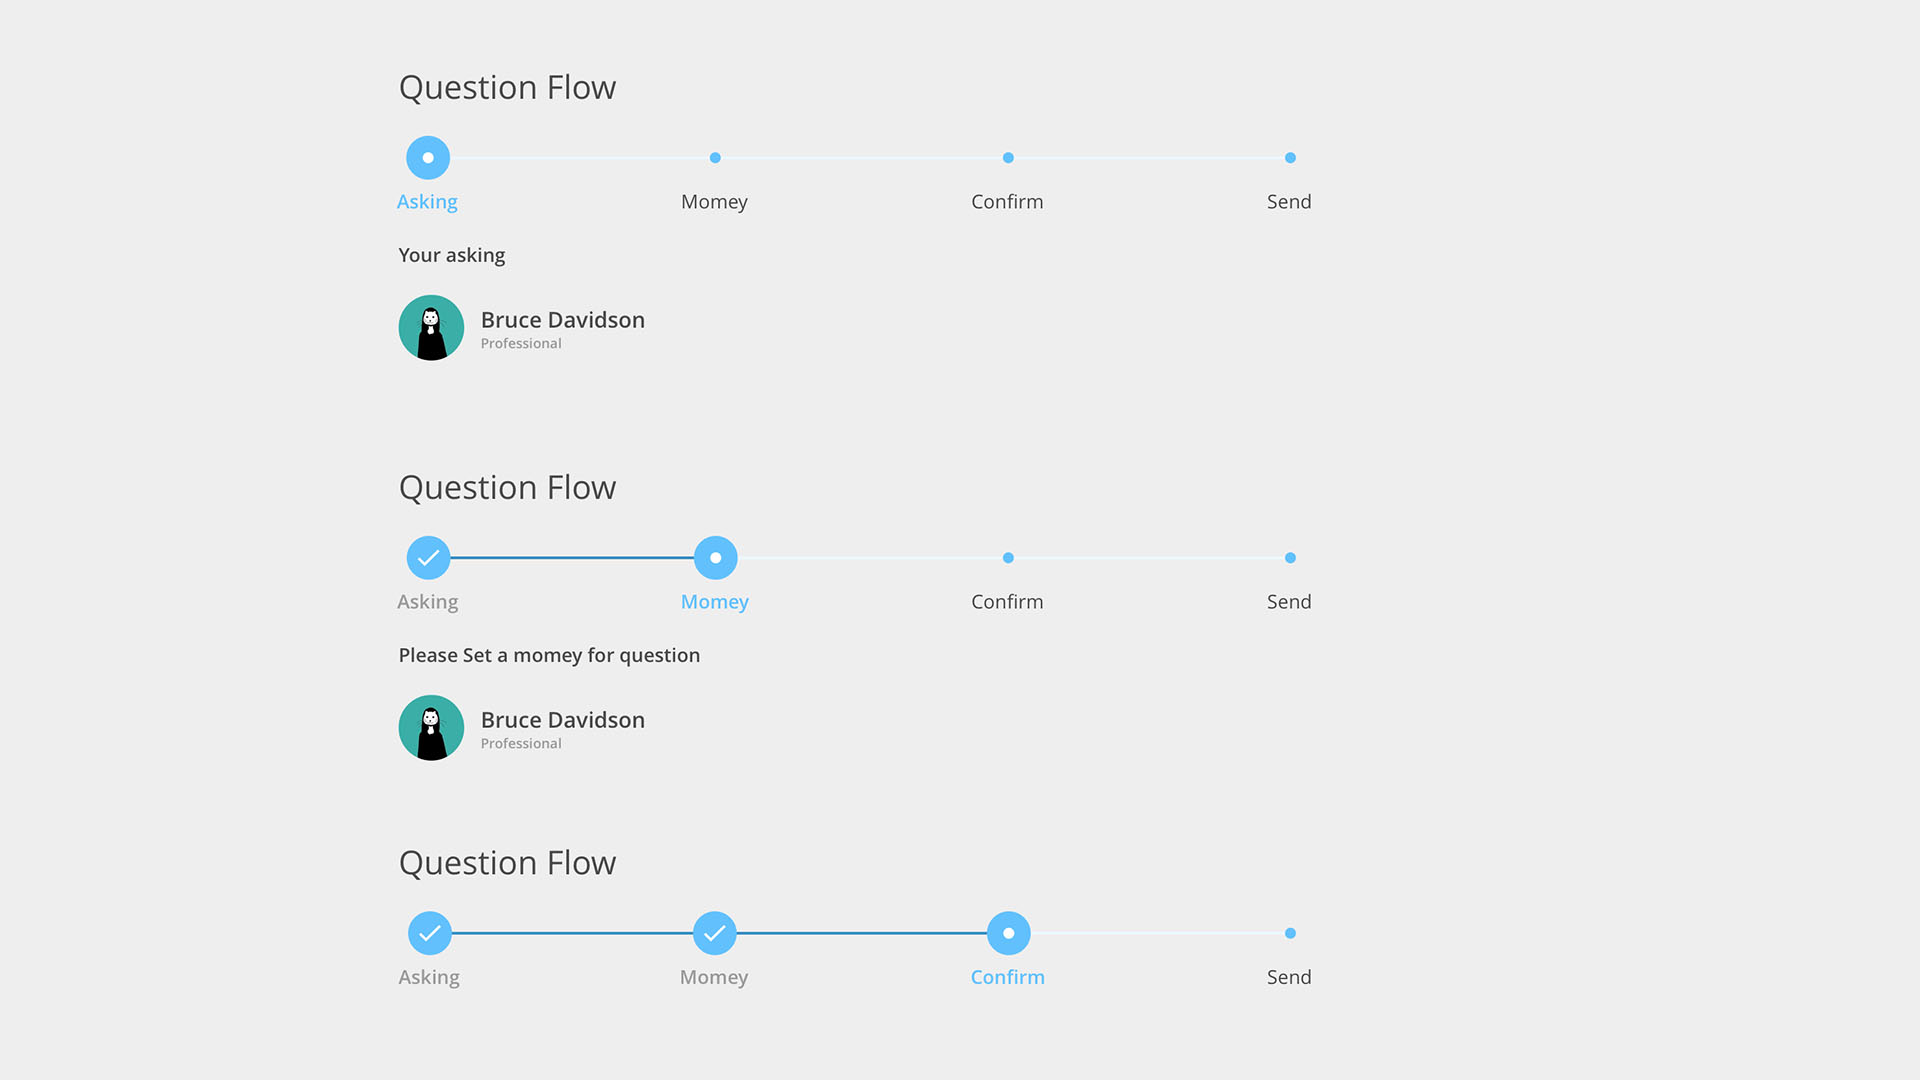 Question Flow
Asking Momey Confirm Send
Your asking
Bruce Davidson
Professional
Question Flow
Asking Momey Confirm Send
Please Set a momey for question
Bruce Davidson
Professional
Question Flow
Asking Momey Confirm Send